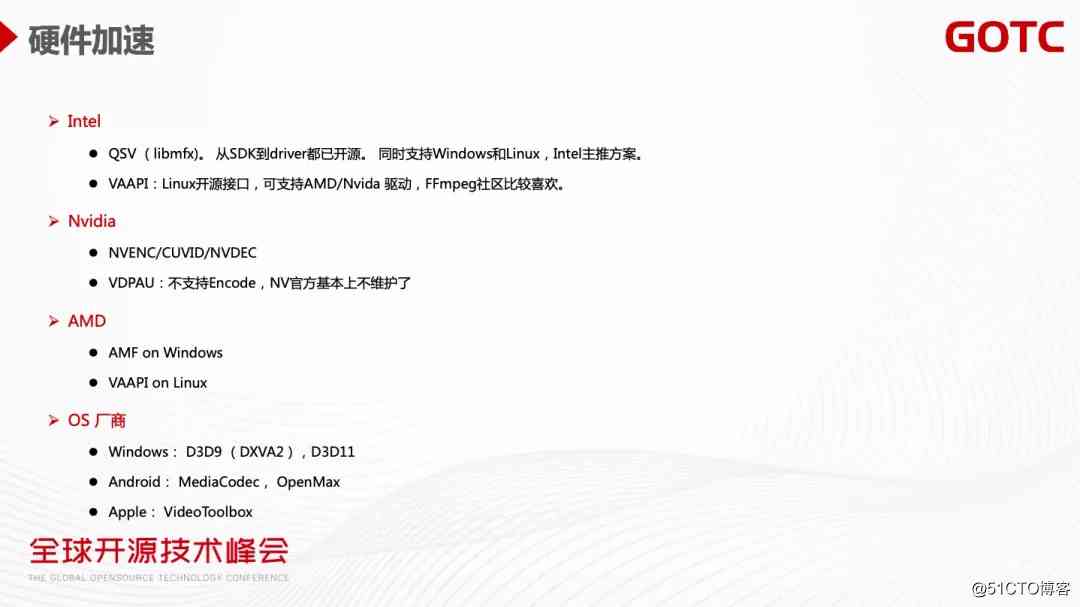 硬件加速
GOTC
Intel
QSV（libmfx)。 从SDK到driver都已开源。 同时支持Windows和Linux，Intel主推方案。
VAAPI：Linux开源接口，可支持AMD/Nvida 驱动，FFmpeg社区比较喜欢。
Nvidia
NVENC/CUVID/NVDEC
VDPAU：不支持Encode，NV官方基本上不维护了
AMD
AMF on Windows
VAAPI on Linux
OS 厂商
Windows： D3D9 （DXVA2），D3D11
Android： MediaCodec， OpenMax
Apple： VideoToolbox
全球开源技术峰会
THE GLOBAL OPENSOURCE TECHNOLOGY CONFERENCE
@51CTO博客